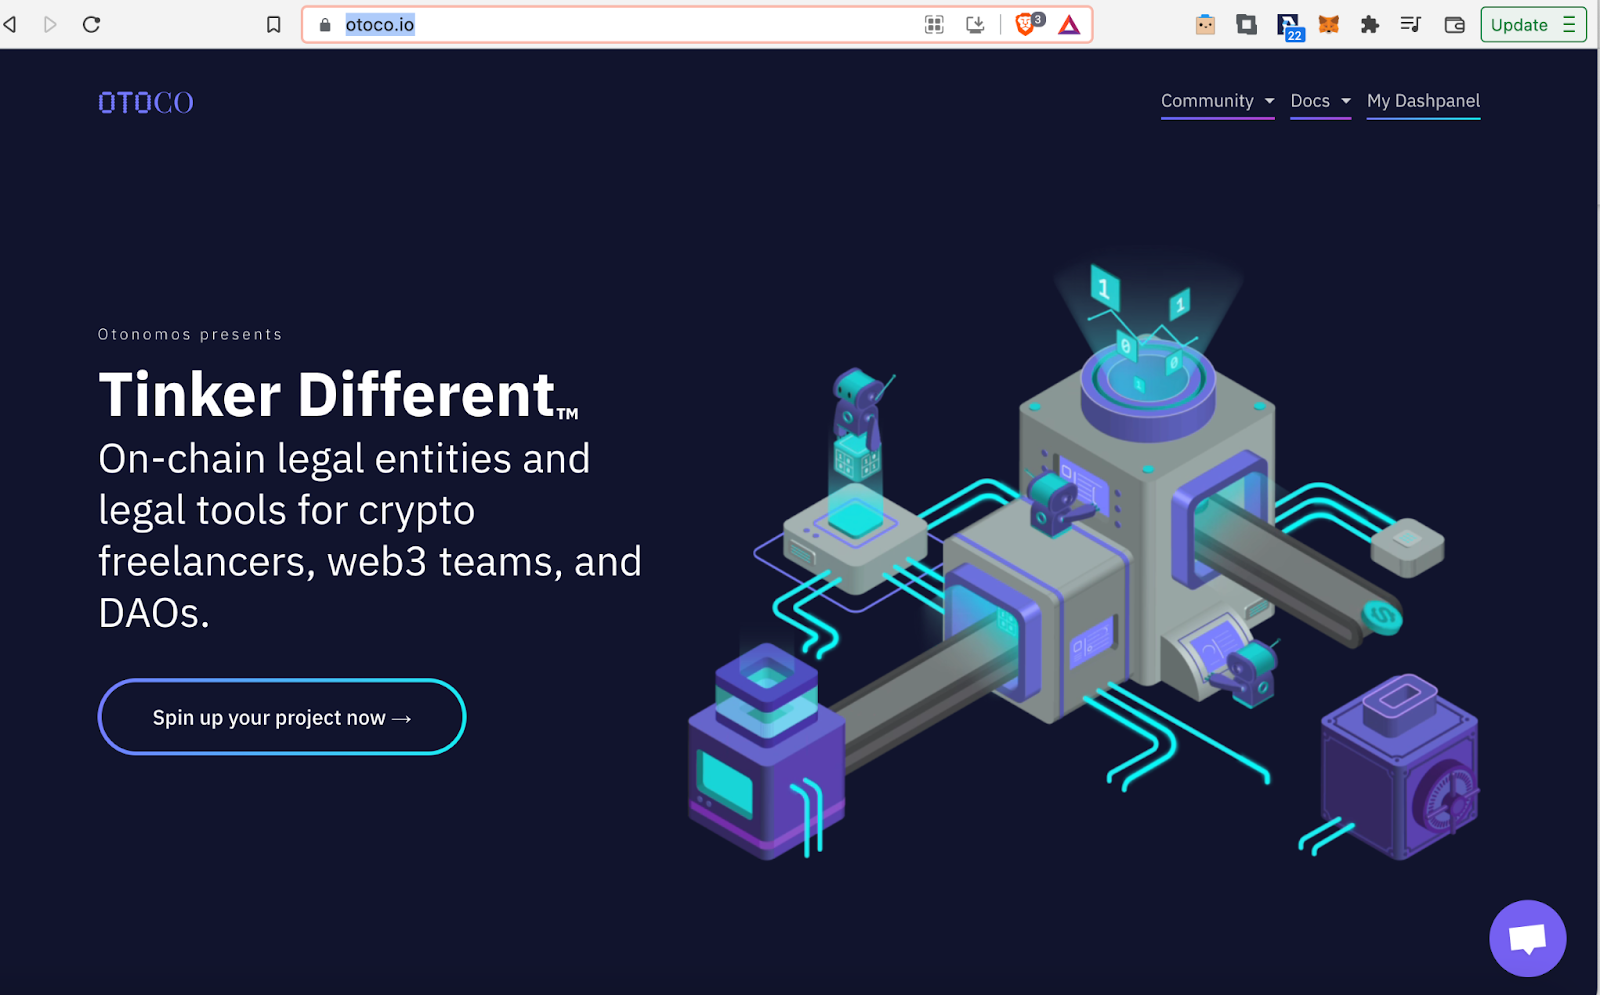 otoco.io
3
22
Update
OTOCO
Community
Docs
My Dashpanel
Otonomos presents
Tinker Different™
On-chain legal entities and
legal tools for crypto
freelancers, web3 teams, and
DAOs.
Spin up your project now →
1
1
0
0
1
$